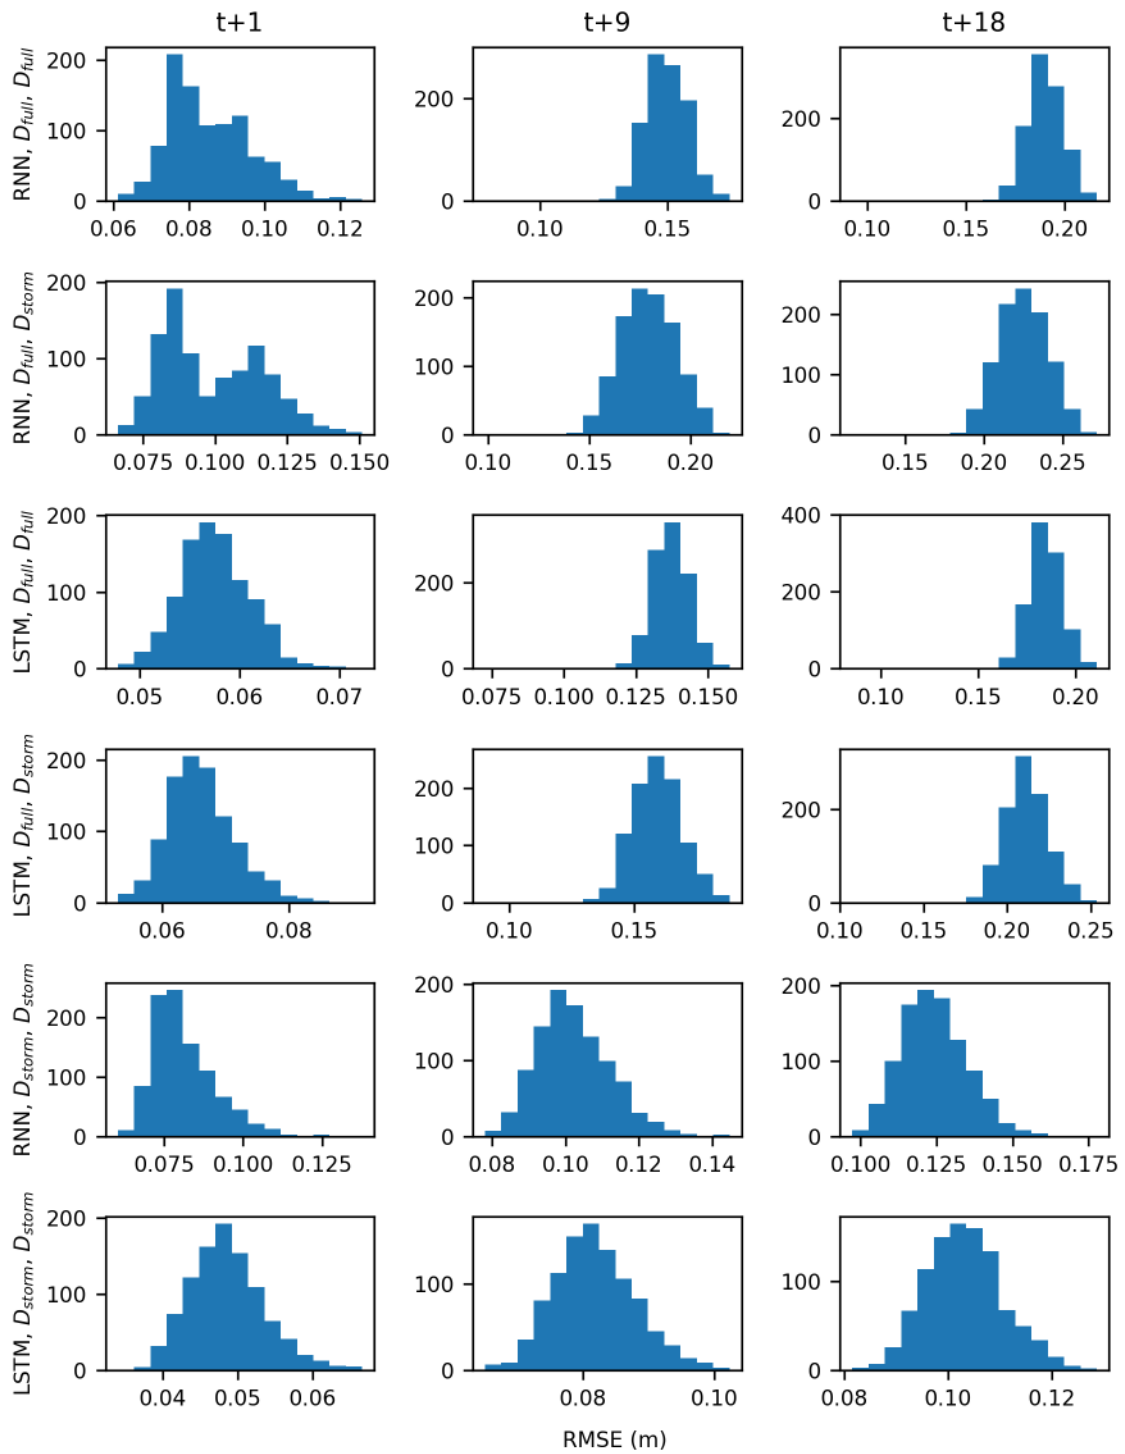 t+1 t+9 t+18
RNN, D_full, D_full
200
100
0
0.06 0.08 0.10 0.12
200
0
0.10 0.15
200
0
0.10 0.15 0.20
RNN, D_full, D_storm
200
100
0
0.075 0.100 0.125 0.150
200
100
0
0.10 0.15 0.20
200
100
0
0.15 0.20 0.25
LSTM, D_full, D_full
200
100
0
0.05 0.06 0.07
200
0
0.075 0.100 0.125 0.150
400
200
0
0.10 0.15 0.20
LSTM, D_full, D_storm
200
100
0
0.06 0.08
200
100
0
0.10 0.15
200
0
0.10 0.15 0.20 0.25
RNN, D_storm, D_storm
200
100
0
0.075 0.100 0.125
200
100
0
0.08 0.10 0.12 0.14
200
100
0
0.100 0.125 0.150 0.175
LSTM, D_storm, D_storm
200
100
0
0.04 0.05 0.06
100
0
0.08 0.10
100
0
0.08 0.10 0.12
RMSE (m)